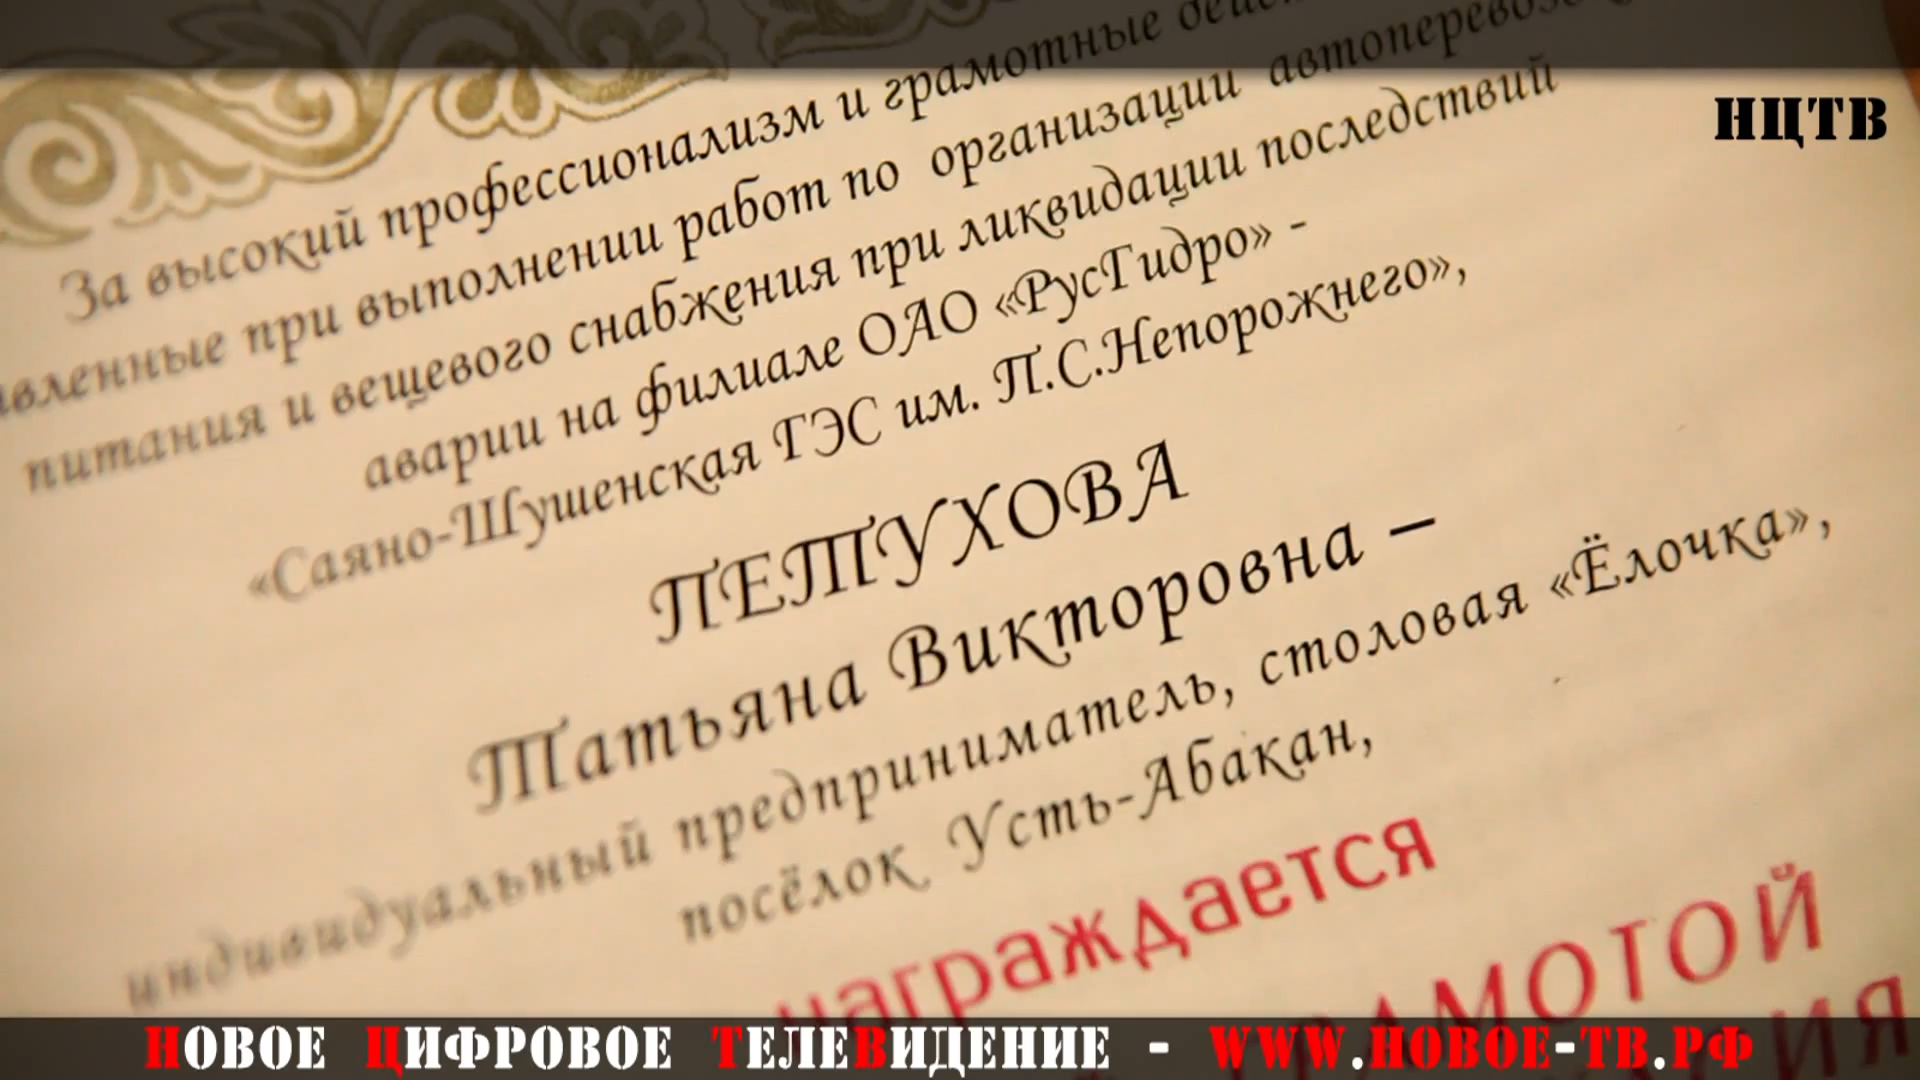 За высокий профессионализм и грамотные
при выполнении работ по организации
питания и вещевого снабжения при ликвидации последствий
аварии на филиале ОАО «РусГидро» -
«Саяно-Шушенская ГЭС им. П.С.Непорожнего»,
ПЕТУХОВА
Татьяна Викторовна –
индивидуальный предприниматель, столовая «Ёлочка»,
посёлок Усть-Абакан,
награждается
НЦТВ
НОВОЕ ЦИФРОВОЕ ТЕЛЕВИДЕНИЕ - WWW.НОВОЕ-ТВ.РФ